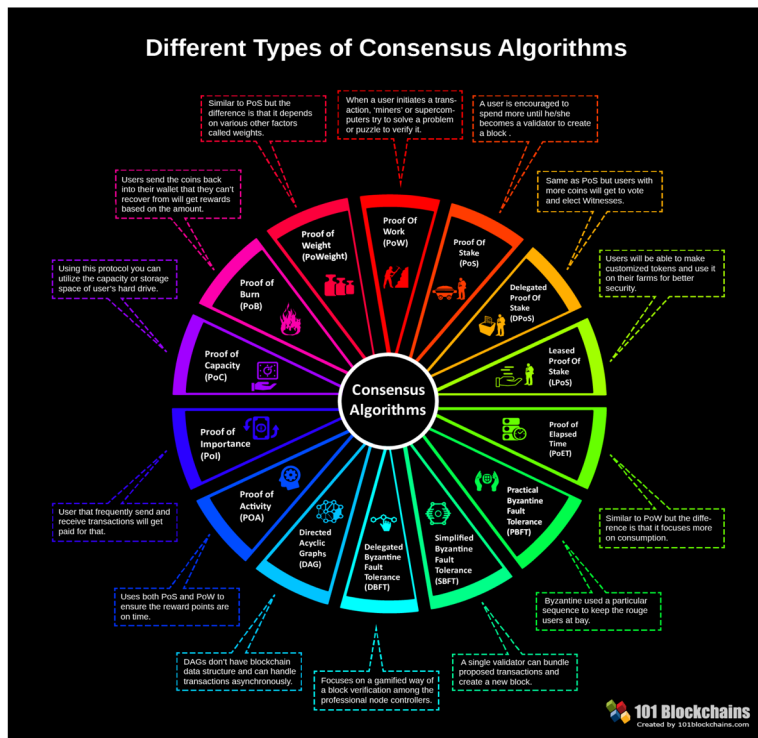 Different Types of Consensus Algorithms
Similar to PoS but the
difference is that it depends
on various other factors
called weights.
When a user initiates a trans-
action, ‘miners’ or supercom-
puters try to solve a problem
or puzzle to verify it.
A user is encouraged to
spend more until he/she
becomes a validator to create
a block .
Users send the coins back
into their wallet that they can't
recover from will get rewards
based on the amount.
Same as PoS but users with
more coins will get to vote
and elect Witnesses.
Using this protocol you can
utilize the capacity or storage
space of user's hard drive.
Users will be able to make
customized tokens and use it
on their farms for better
security.
Proof of
Weight
(PoWeight)
Proof Of
Work
(PoW)
Proof Of
Stake
(PoS)
Proof of
Burn
(PoB)
Delegated
Proof Of
Stake
(DPoS)
Proof of
Capacity
(PoC)
Leased
Proof Of
Stake
(LPoS)
Consensus
Algorithms
Proof of
Importance
(PoI)
Proof of
Elapsed
Time
(PoET)
Proof of
Activity
(POA)
Practical
Byzantine
Fault
Tolerance
(PBFT)
Directed
Acyclic
Graphs
(DAG)
Delegated
Byzantine
Fault
Tolerance
(DBFT)
Simplified
Byzantine
Fault
Tolerance
(SBFT)
User that frequently send and
receive transactions will get
paid for that.
Similar to PoW but the diffe-
rence is that it focuses more
on consumption.
Uses both PoS and PoW to
ensure the reward points are
on time.
Byzantine used a particular
sequence to keep the rouge
users at bay.
DAGs don't have blockchain
data structure and can handle
transactions asynchronously.
Focuses on a gamified way of
a block verification among the
professional node controllers.
A single validator can bundle
proposed transactions and
create a new block.
101 Blockchains
Created by 101blockchains.com